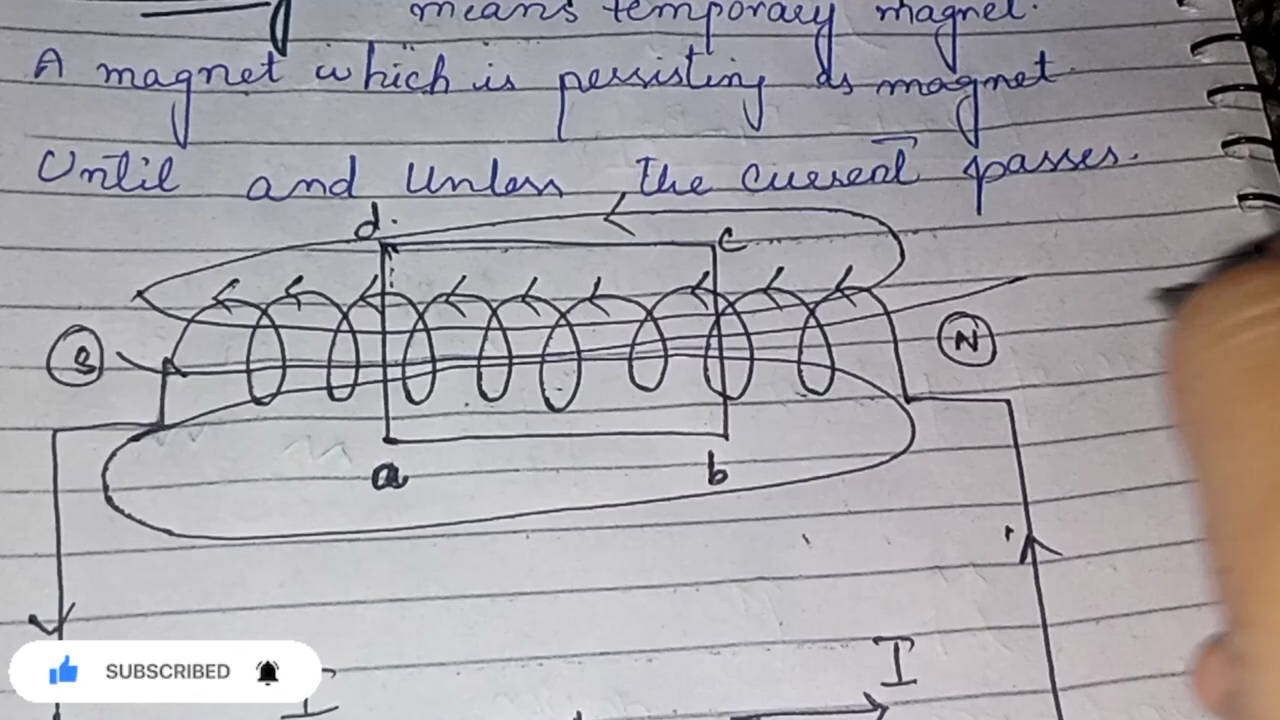 means temporary magnet.
A magnet which is persisting as magnet
Until and Unless the current passes.
d.
c
S
N
a
b
I
I
SUBSCRIBED